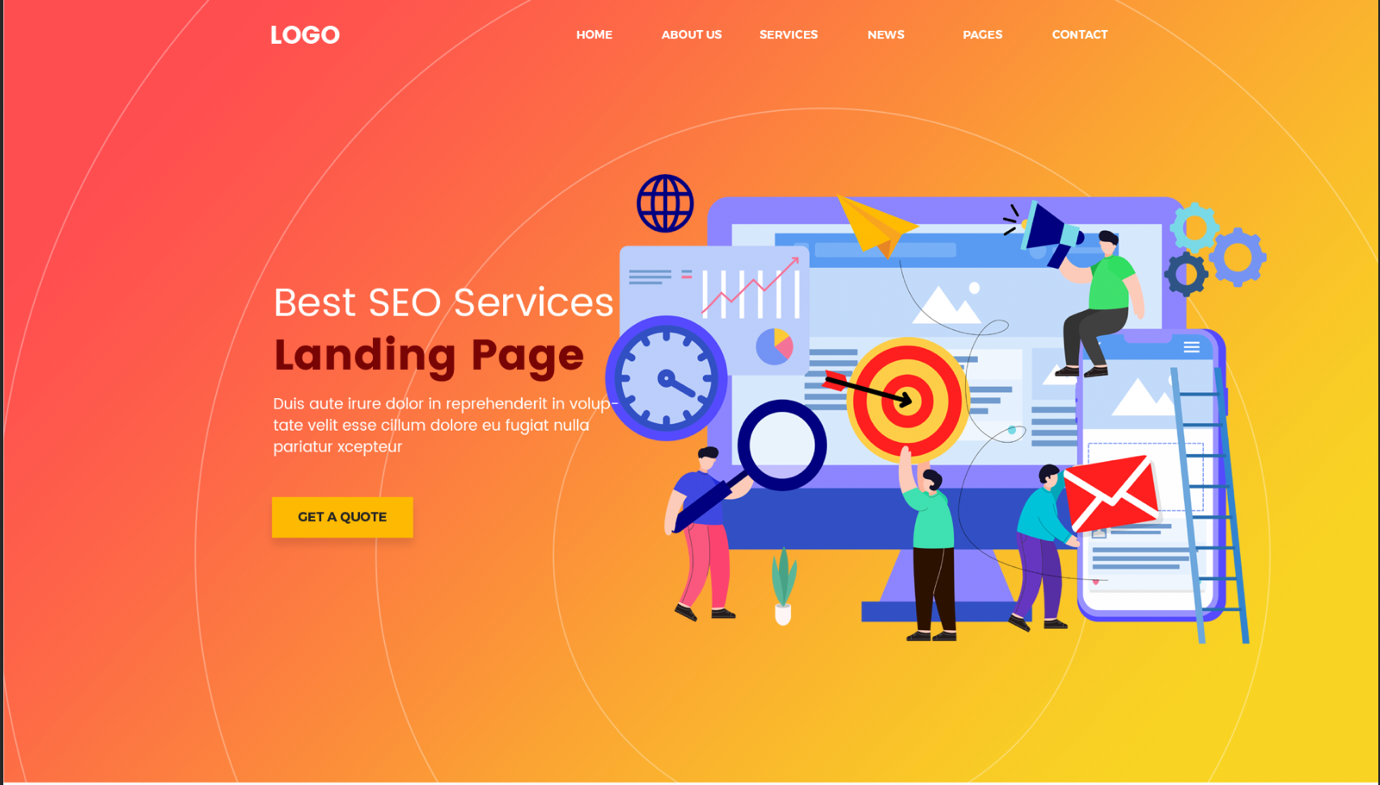 LOGO
HOME ABOUT US SERVICES NEWS PAGES CONTACT
Best SEO Services
Landing Page
Duis aute irure dolor in reprehenderit in volup-
tate velit esse cillum dolore eu fugiat nulla
pariatur xcepteur
GET A QUOTE